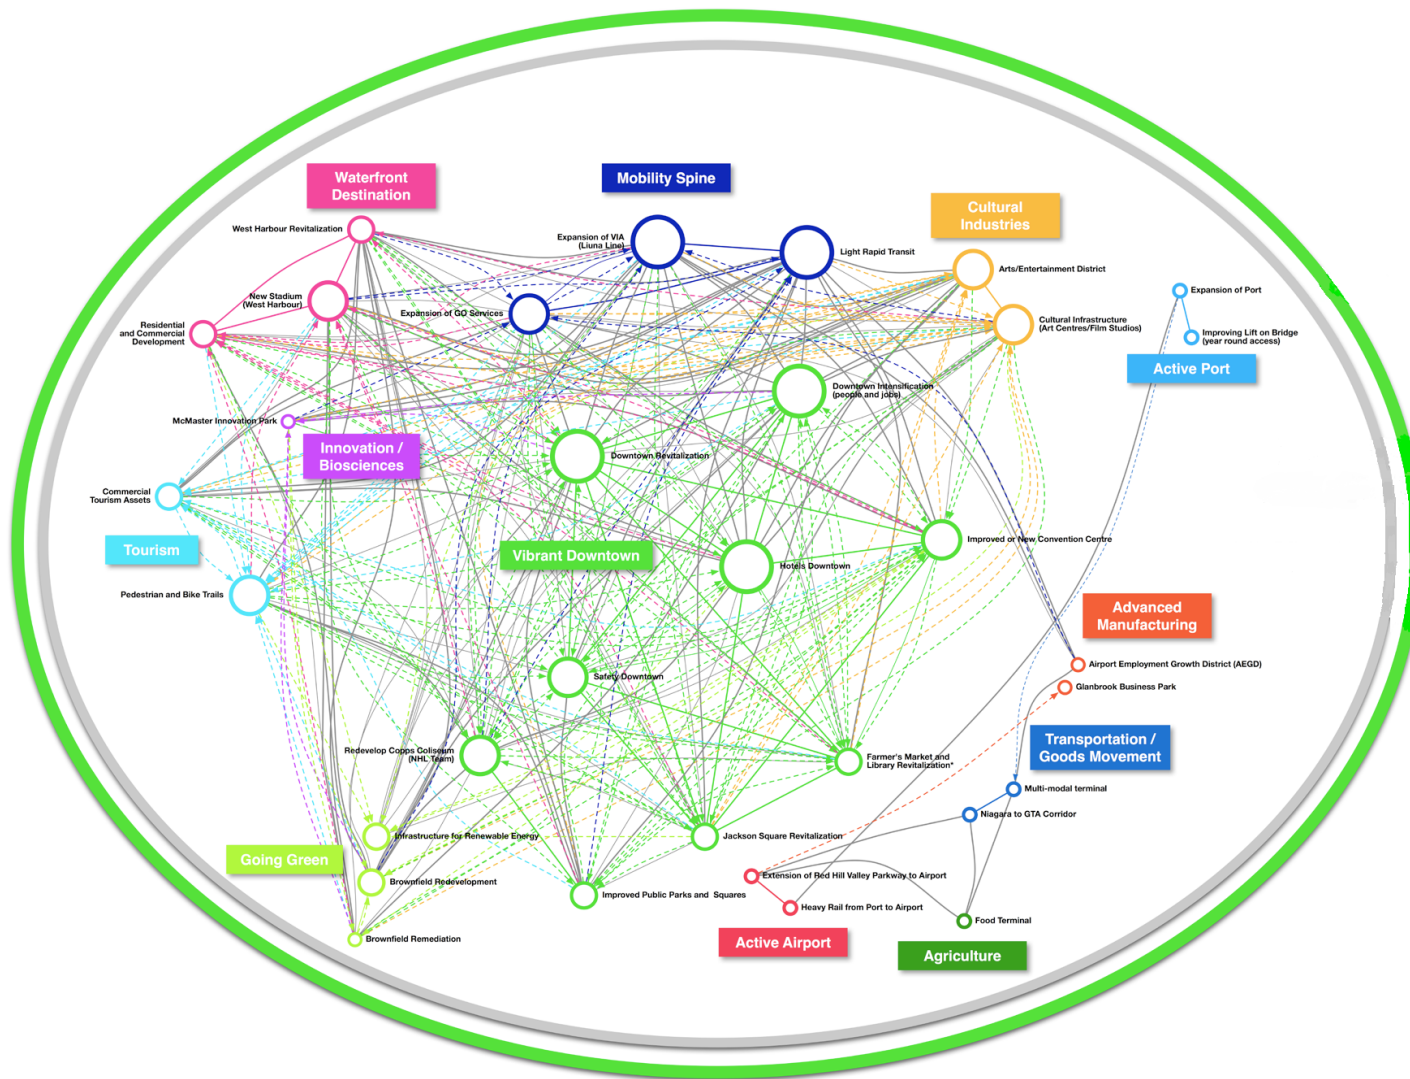 Waterfront
Destination
Mobility Spine
Cultural
Industries
West Harbour Revitalization
Expansion of VIA
(Liuna Line)
Light Rapid Transit
Arts/Entertainment District
Expansion of Port
New Stadium
(West Harbour)
Expansion of GO Services
Cultural Infrastructure
(Art Centres/Film Studios)
Residential
and Commercial
Development
Improving Lift on Bridge
(year round access)
Active Port
Downtown Intensification
(people and jobs)
McMaster Innovation Park
Innovation /
Biosciences
Downtown Revitalization
Commercial
Tourism Assets
Tourism
Vibrant Downtown
Improved or New Convention Centre
Hotels Downtown
Pedestrian and Bike Trails
Advanced
Manufacturing
Airport Employment Growth District (AEGD)
Safety Downtown
Glanbrook Business Park
Redevelop Copps Coliseum
(NHL Team)
Farmer's Market and
Library Revitalization*
Transportation /
Goods Movement
Multi-modal terminal
Niagara to GTA Corridor
Infrastructure for Renewable Energy
Jackson Square Revitalization
Going Green
Brownfield Redevelopment
Improved Public Parks and Squares
Extension of Red Hill Valley Parkway to Airport
Heavy Rail from Port to Airport
Food Terminal
Brownfield Remediation
Active Airport
Agriculture